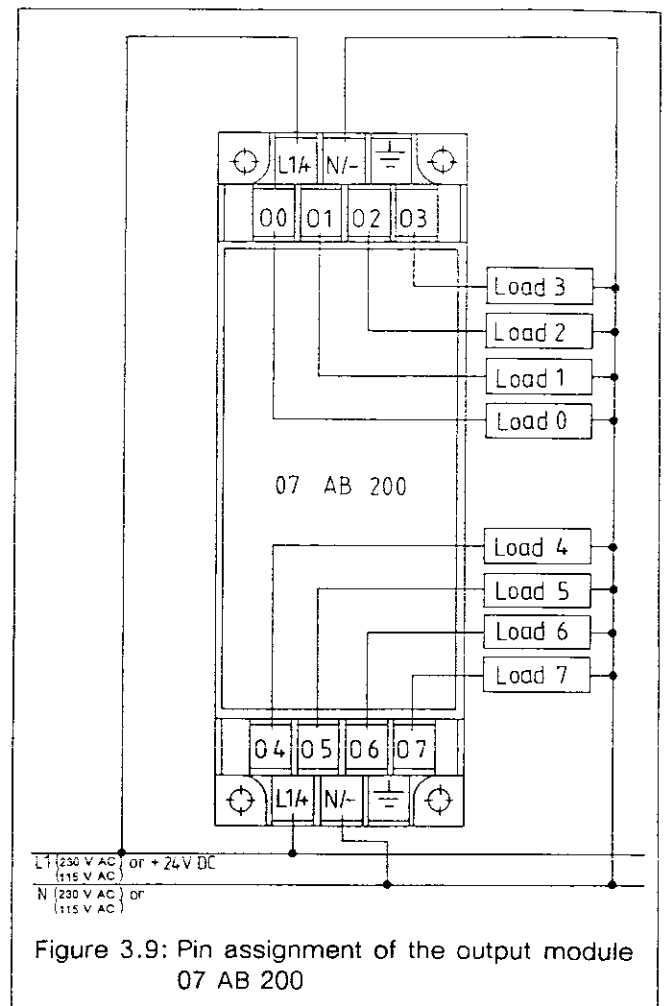 L1/+ N/-
00 01 02 03
Load 3
Load 2
Load 1
Load 0
07 AB 200
Load 4
Load 5
Load 6
Load 7
04 05 06 07
L1/+ N/-
L1 (230 V AC) or + 24V DC
(115 V AC)
N (230 V AC) or
(115 V AC)
Figure 3.9: Pin assignment of the output module
07 AB 200